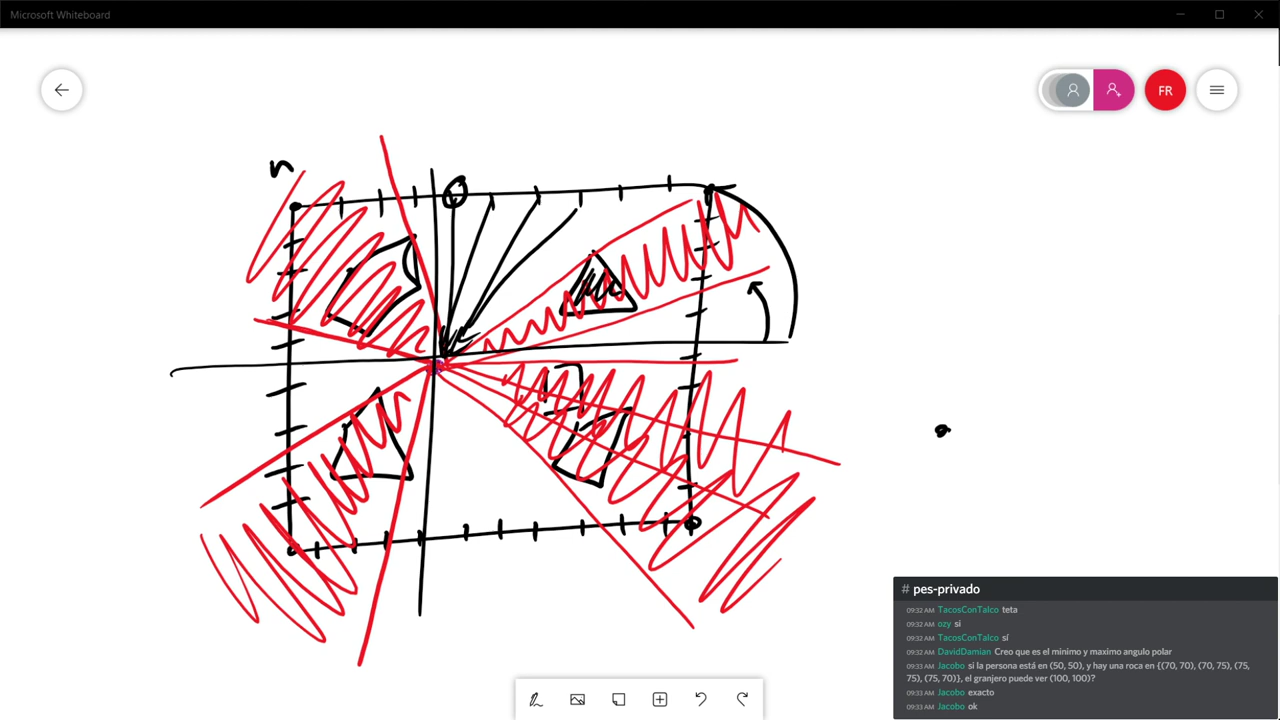 Microsoft Whiteboard
FR
n
# pes-privado
09:32 AM TacosConTalco teta
09:32 AM ozy si
09:32 AM TacosConTalco sí
09:32 AM DavidDamian Creo que es el minimo y maximo angulo polar
09:33 AM Jacobo si la persona está en (50, 50), y hay una roca en {(70, 70), (70, 75), (75,
75), (75, 70)}, el granjero puede ver (100, 100)?
09:33 AM Jacobo exacto
09:33 AM Jacobo ok